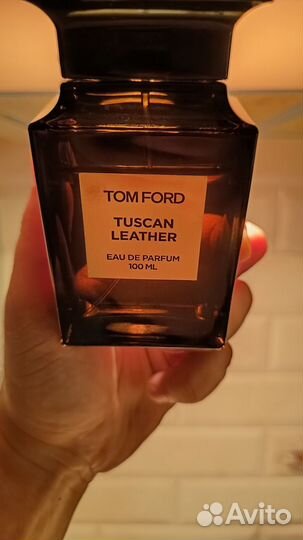 TOM FORD
TUSCAN
LEATHER
EAU DE PARFUM
100 ML
Avito